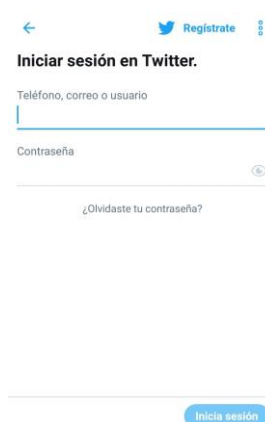 Regístrate
Iniciar sesión en Twitter.
Teléfono, correo o usuario
Contraseña
¿Olvidaste tu contraseña?
Inicia sesión